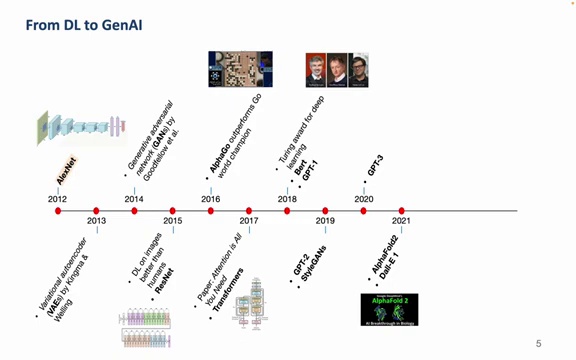 From DL to GenAI
AlexNet
• Generative adversarial
network (GANs) by
Goodfellow et al.
• AlphaGo outperforms Go
world champion
• Turing award for deep
learning
• Bert
• GPT-1
• GPT-3
2012
2013
2014
2015
2016
2017
2018
2019
2020
2021
• Variational autoencoder
(VAEs) by Kingma &
Welling
• DL on images
better than
humans
• ResNet
• Paper: Attention is All
You Need
• Transformers
• GPT-2
• StyleGANs
• AlphaFold2
• Dall-E 1
AlphaFold 2
AI Breakthrough in Biology
5